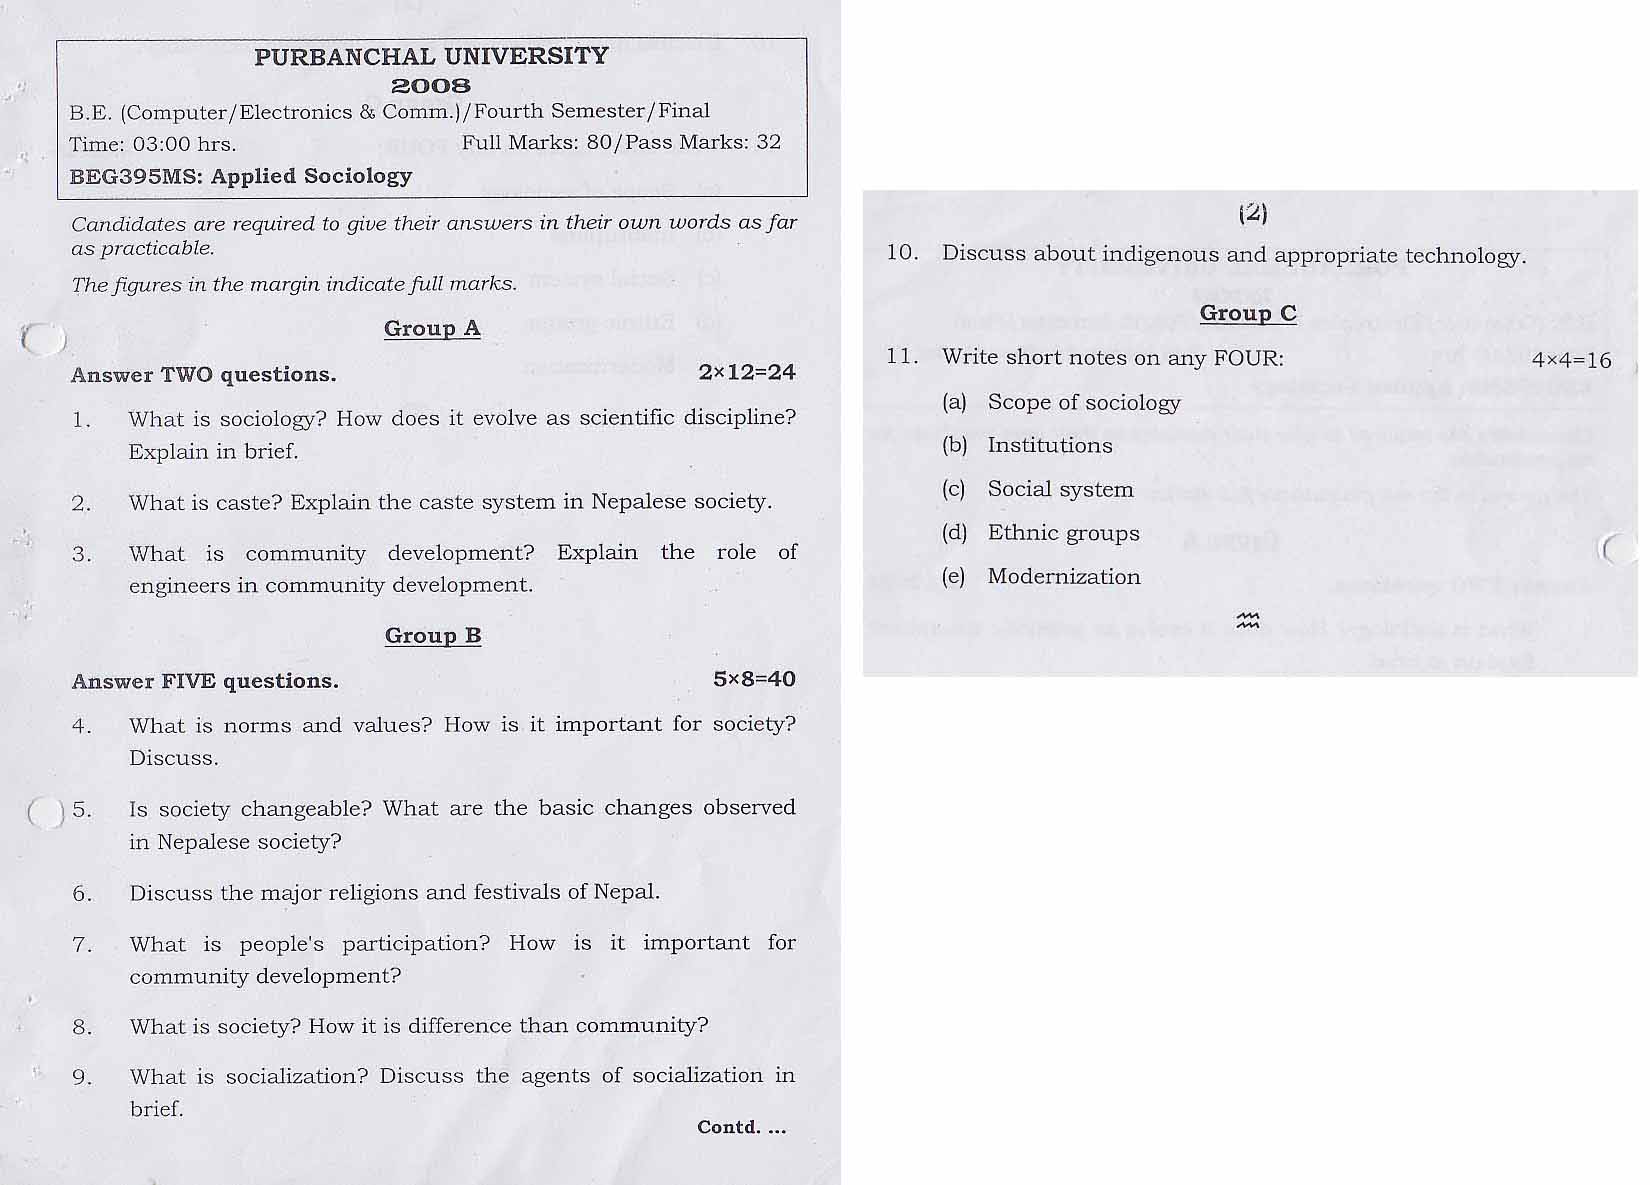 PURBANCHAL UNIVERSITY
2008
B.E. (Computer/Electronics & Comm.)/Fourth Semester/Final
Time: 03:00 hrs. Full Marks: 80/Pass Marks: 32
BEG395MS: Applied Sociology
Candidates are required to give their answers in their own words as far
as practicable.
The figures in the margin indicate full marks.
Group A
Answer TWO questions. 2×12=24
1. What is sociology? How does it evolve as scientific discipline?
Explain in brief.
2. What is caste? Explain the caste system in Nepalese society.
3. What is community development? Explain the role of
engineers in community development.
Group B
Answer FIVE questions. 5×8=40
4. What is norms and values? How is it important for society?
Discuss.
5. Is society changeable? What are the basic changes observed
in Nepalese society?
6. Discuss the major religions and festivals of Nepal.
7. What is people's participation? How is it important for
community development?
8. What is society? How it is difference than community?
9. What is socialization? Discuss the agents of socialization in
brief.
Contd. ...
(2)
10. Discuss about indigenous and appropriate technology.
Group C
11. Write short notes on any FOUR: 4×4=16
(a) Scope of sociology
(b) Institutions
(c) Social system
(d) Ethnic groups
(e) Modernization